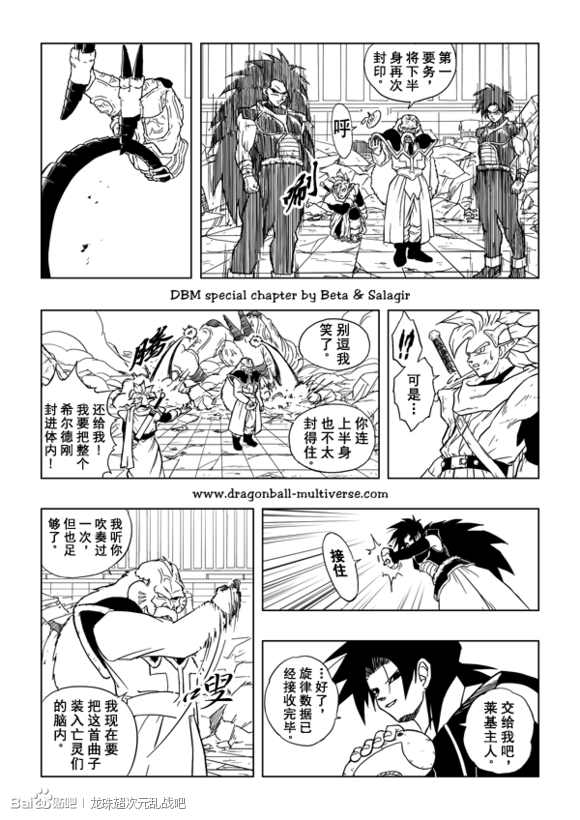 第一
要务，
将下半
身再次
封印。
呼
刷
DBM special chapter by Beta & Salagir
!?
可是…
别逗我
笑了。
你连
上半身
也不太
封得住。
腾
还给我！
我要把整个
希尔德刚
封进体内！
www.dragonball-multiverse.com
接
住
我听你
吹奏过
一次，
但也足
够了。
嗖
我现在要
把这首曲子
装入亡灵们
的脑内。
…好了，
旋律数据已
经接收完毕。
交给我吧，
莱基主人。
Bai du 贴吧 | 龙珠超次元乱战吧